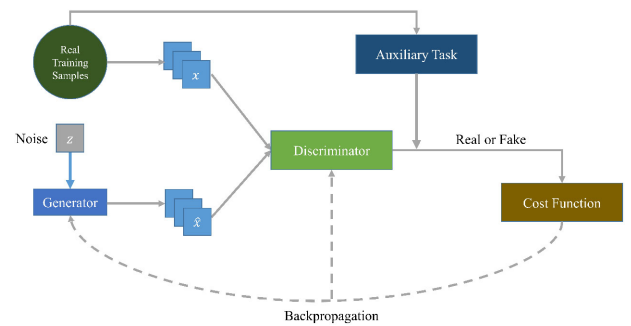 Real
Training
Samples
x
Auxiliary Task
Noise
z
Discriminator
Real or Fake
Generator
x̂
Cost Function
Backpropagation